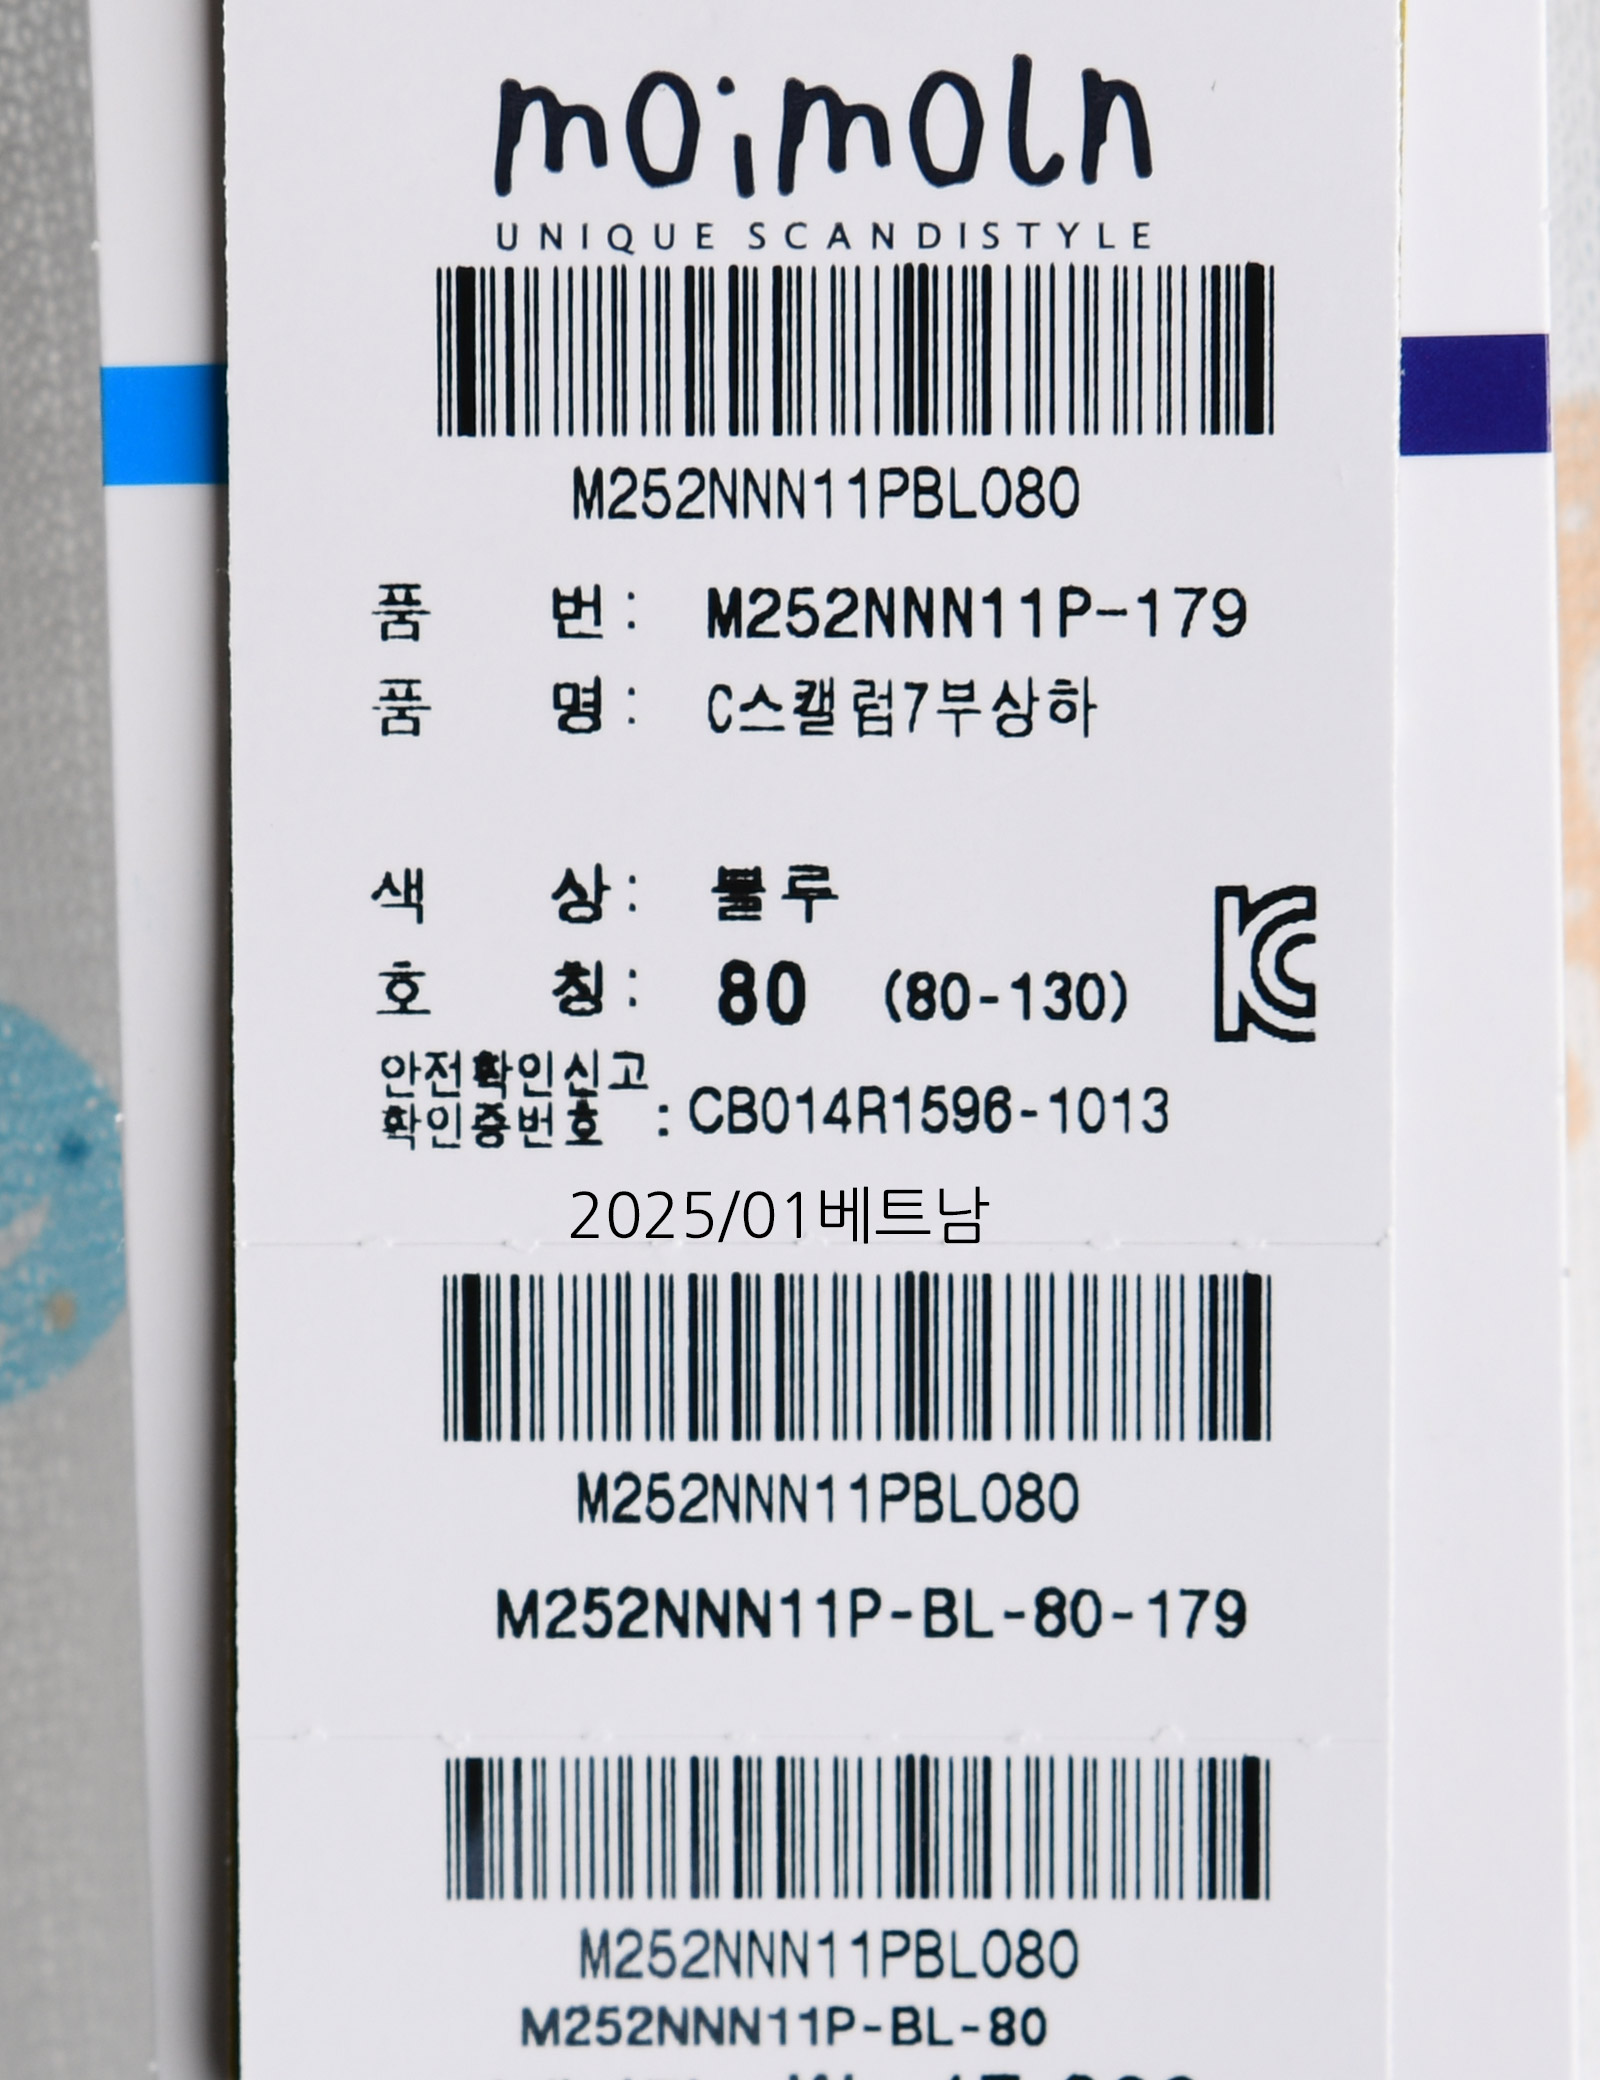 moimoln
UNIQUE SCANDISTYLE
M252NNN11PBL080
품 번: M252NNN11P-179
품 명: C스캘럽7부상하
색 상: 블루
호 칭: 80 (80-130)
안전확인신고
확인증번호 : CB014R1596-1013
2025/01베트남
M252NNN11PBL080
M252NNN11P-BL-80-179
M252NNN11PBL080
M252NNN11P-BL-80